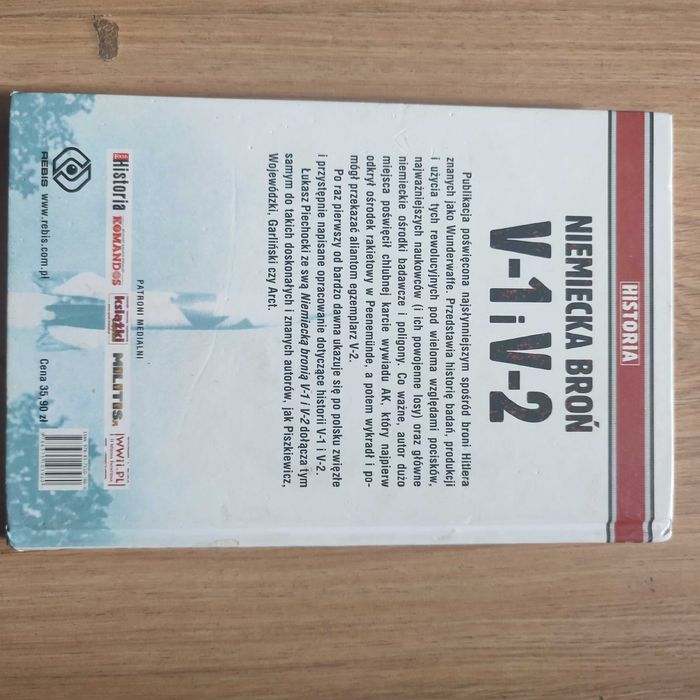 HISTORIA
NIEMIECKA BROŃ
V-1 i V-2
Publikacja poświęcona najsłynniejszym spośród broni Hitlera
znanych jako Wunderwaffe. Przedstawia historię badań, produkcji
i użycia tych rewolucyjnych pod wieloma względami pocisków,
najważniejszych naukowców (i ich powojenne losy) oraz główne
niemieckie ośrodki badawcze i poligony. Co ważne, autor dużo
miejsca poświęcił chlubnej karcie wywiadu AK, który najpierw
odkrył ośrodek rakietowy w Peenemünde, a potem wykradł i po-
mógł przekazać aliantom egzemplarz V-2.
Po raz pierwszy od bardzo dawna ukazuje się po polsku zwięzłe
i przystępnie napisane opracowanie dotyczące historii V-1 i V-2.
Łukasz Piechocki ze swą Niemiecką bronią V-1 i V-2 dołącza tym
samym do takich doskonałych i znanych autorów, jak Piszkiewicz,
Wojewódzki, Garliński czy Arct.
PATRONI MEDIALNI
Historia
KOMANDOS
książki
MILITIS
WWII.PL
REBIS www.rebis.com.pl
Cena 35,90 zł